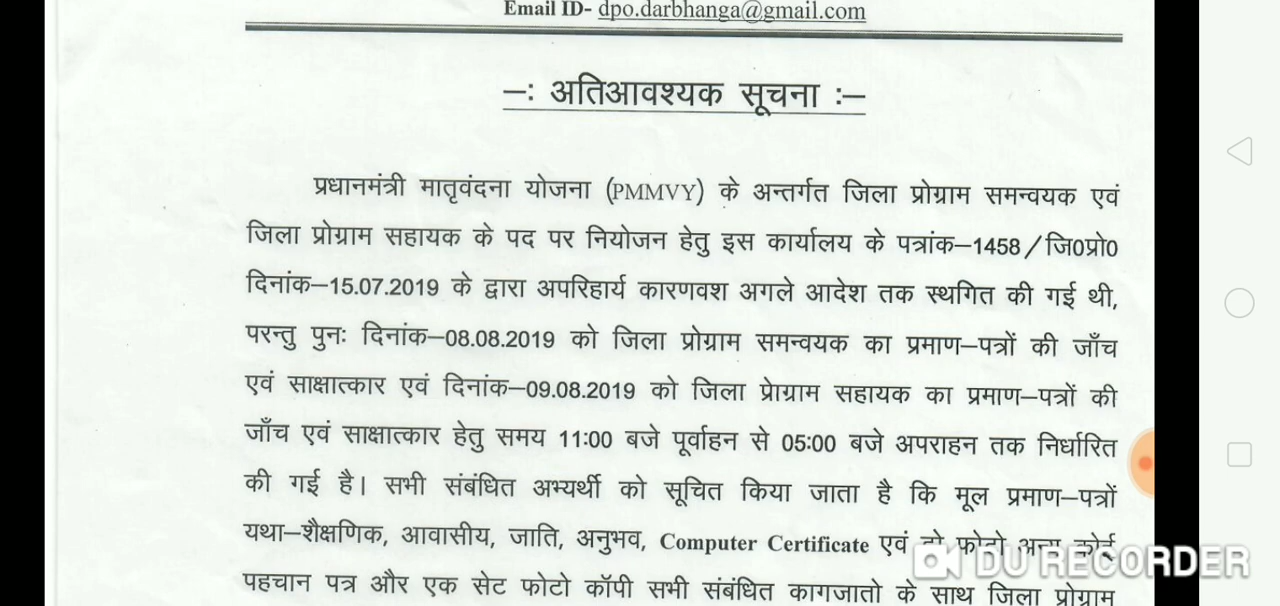 Email ID- dpo.darbhanga@gmail.com
–: अतिआवश्यक सूचना :–
प्रधानमंत्री मातृवंदना योजना (PMMVY) के अन्तर्गत जिला प्रोग्राम समन्वयक एवं
जिला प्रोग्राम सहायक के पद पर नियोजन हेतु इस कार्यालय के पत्रांक–1458/जि0प्रो0
दिनांक–15.07.2019 के द्वारा अपरिहार्य कारणवश अगले आदेश तक स्थगित की गई थी,
परन्तु पुनः दिनांक–08.08.2019 को जिला प्रोग्राम समन्वयक का प्रमाण–पत्रों की जाँच
एवं साक्षात्कार एवं दिनांक–09.08.2019 को जिला प्रेाग्राम सहायक का प्रमाण–पत्रों की
जाँच एवं साक्षात्कार हेतु समय 11:00 बजे पूर्वाहन से 05:00 बजे अपराहन तक निर्धारित
की गई है। सभी संबंधित अभ्यर्थी को सूचित किया जाता है कि मूल प्रमाण–पत्रों
यथा–शैक्षणिक, आवासीय, जाति, अनुभव, Computer Certificate एवं दो फोटो अन्य कोई
पहचान पत्र और एक सेट फोटो कॉपी सभी संबंधित कागजातो के साथ जिला प्रोग्राम
DU RECORDER